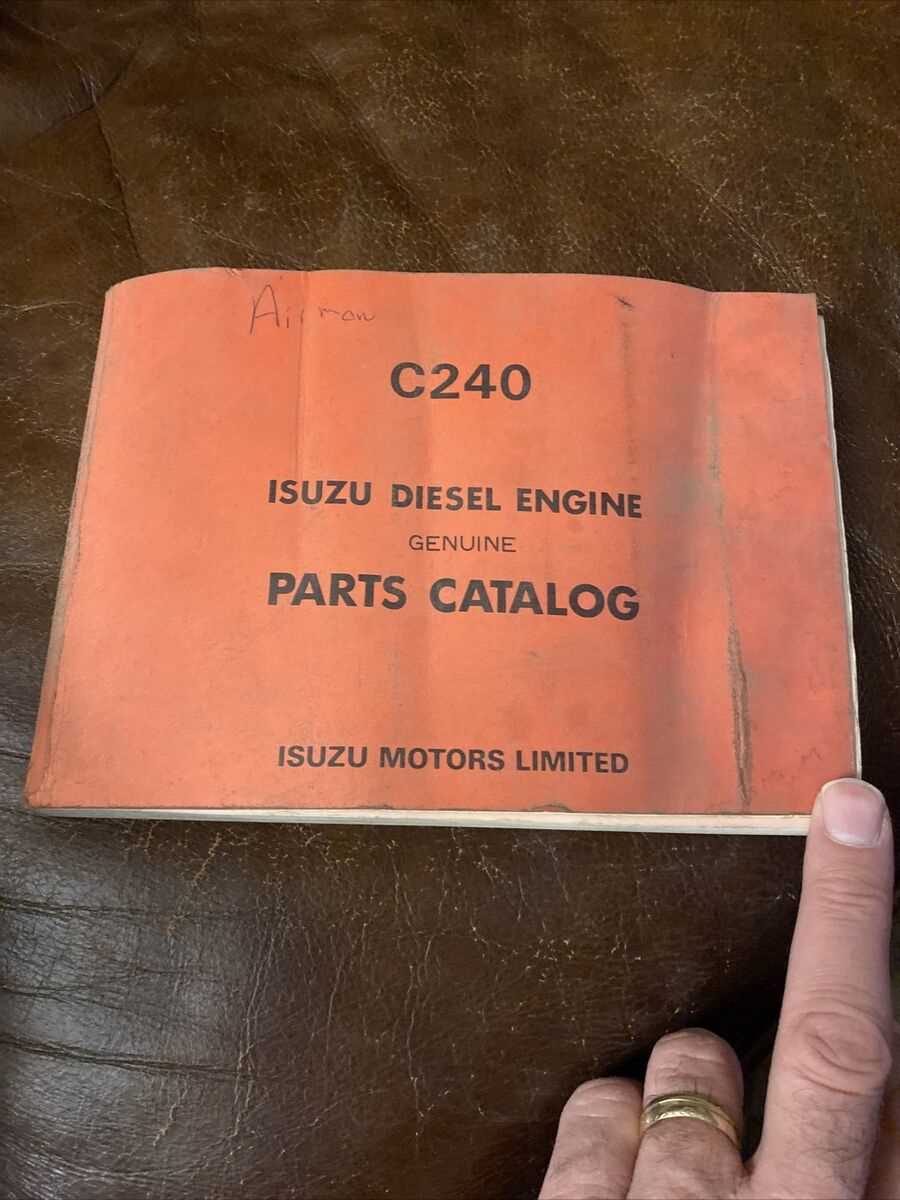 Airman
C240
ISUZU DIESEL ENGINE
GENUINE
PARTS CATALOG
ISUZU MOTORS LIMITED